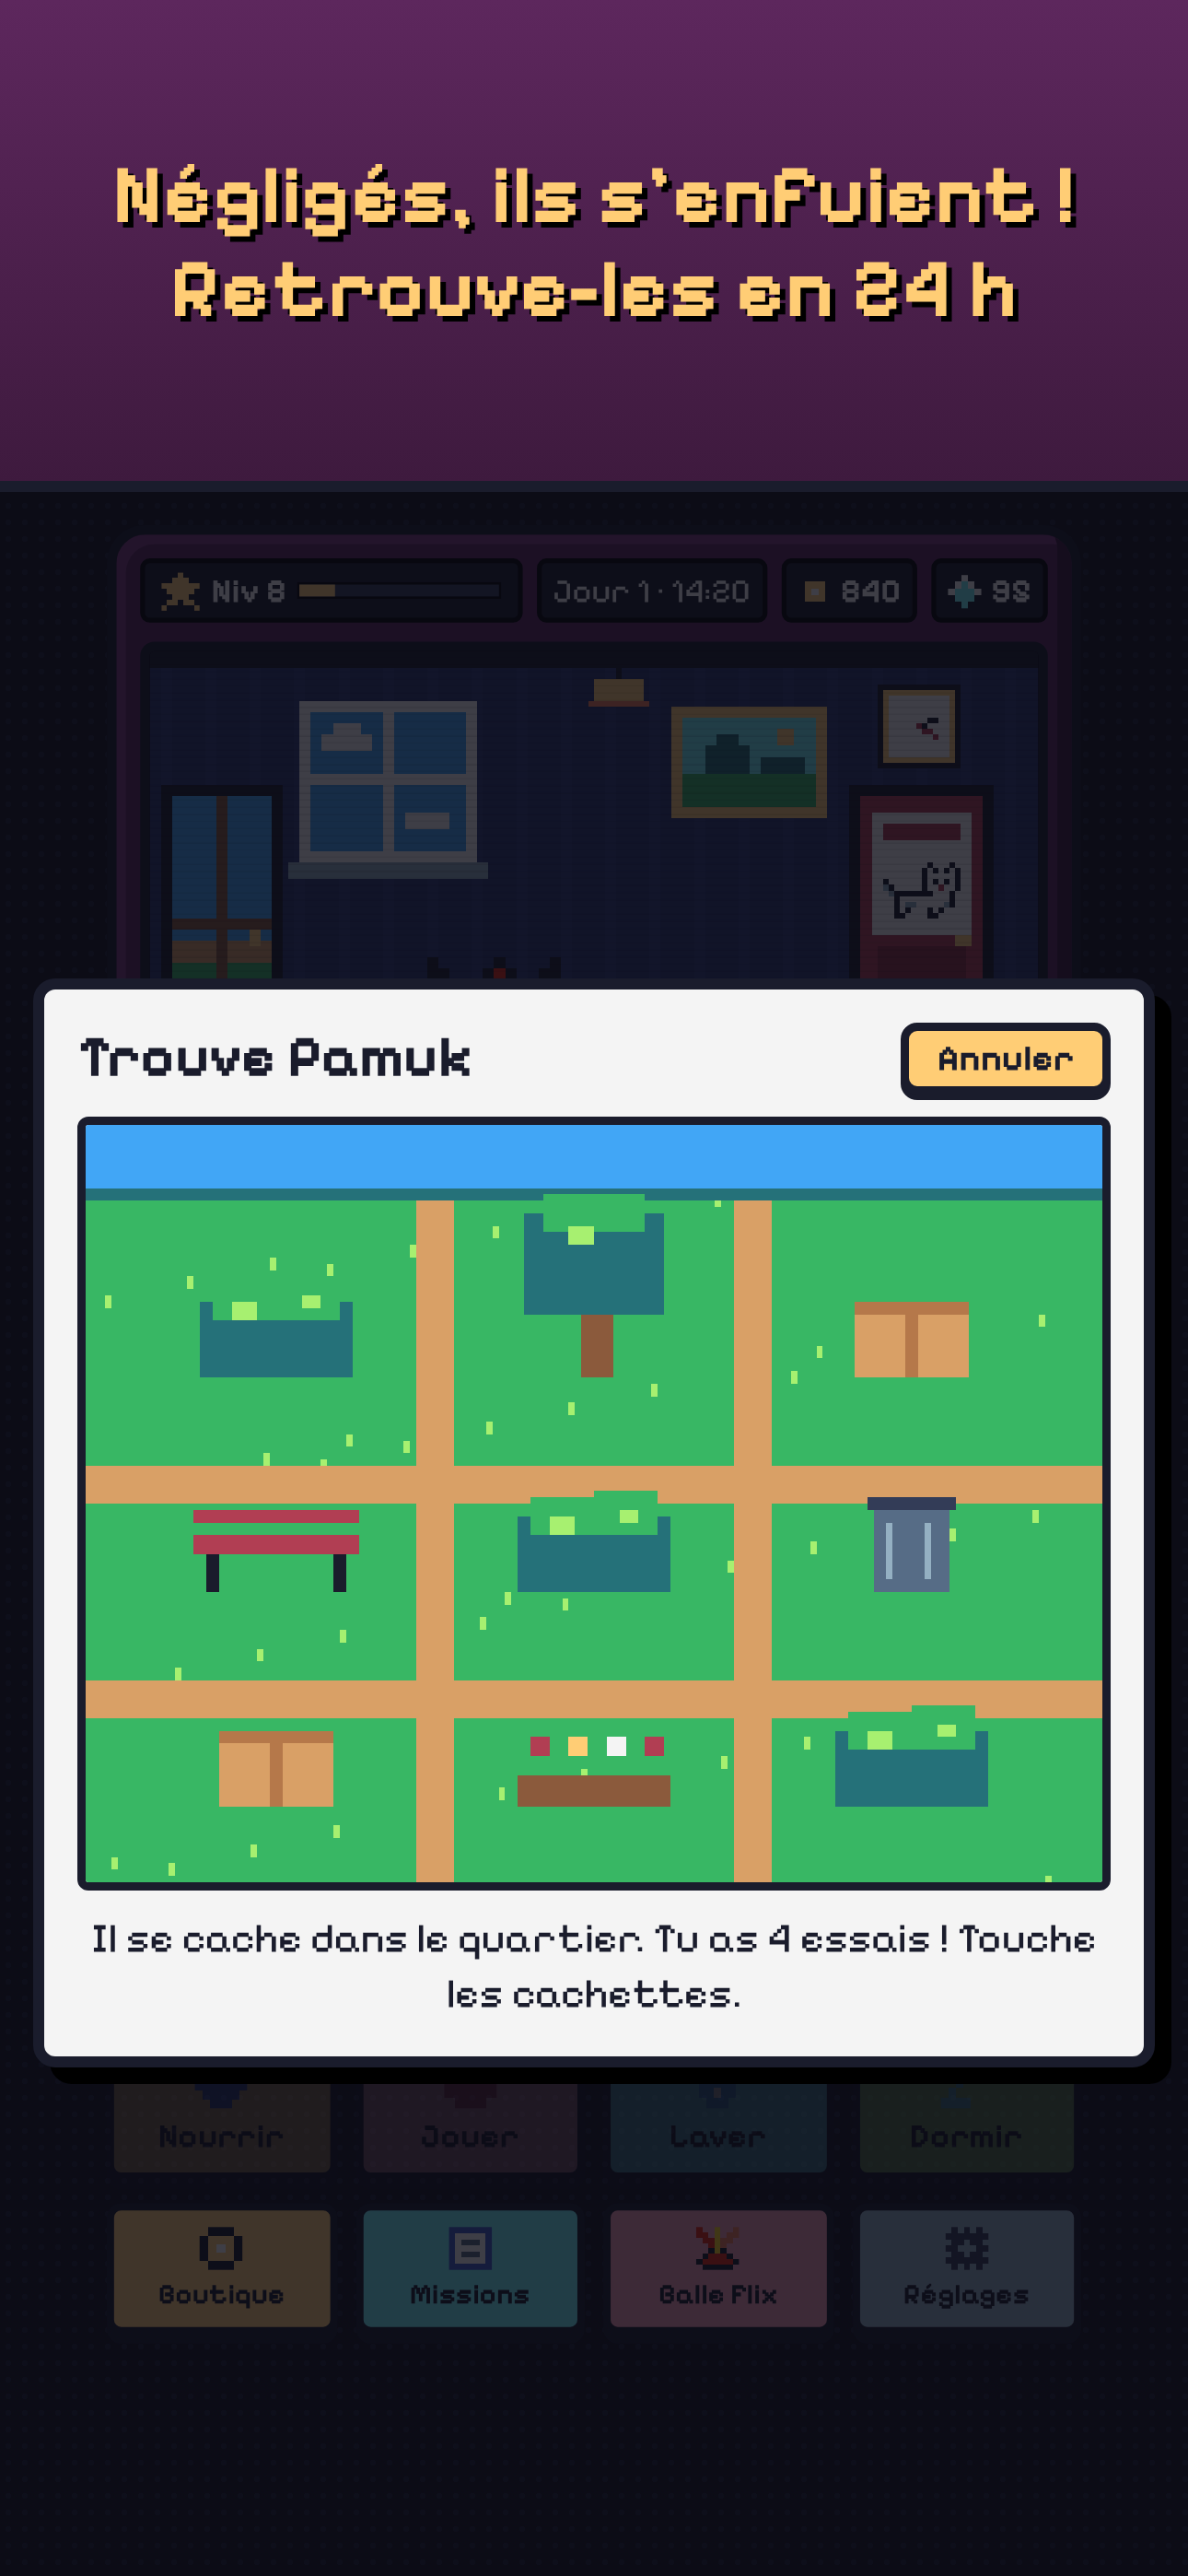 Négligés, ils s'enfuient !
Retrouve-les en 24 h
Niv 8
Jour 1 · 14:20
840
98
Trouve Pamuk
Annuler
Il se cache dans le quartier. Tu as 4 essais ! Touche
les cachettes.
Nourrir
Jouer
Laver
Dormir
Boutique
Missions
Balle Flix
Réglages